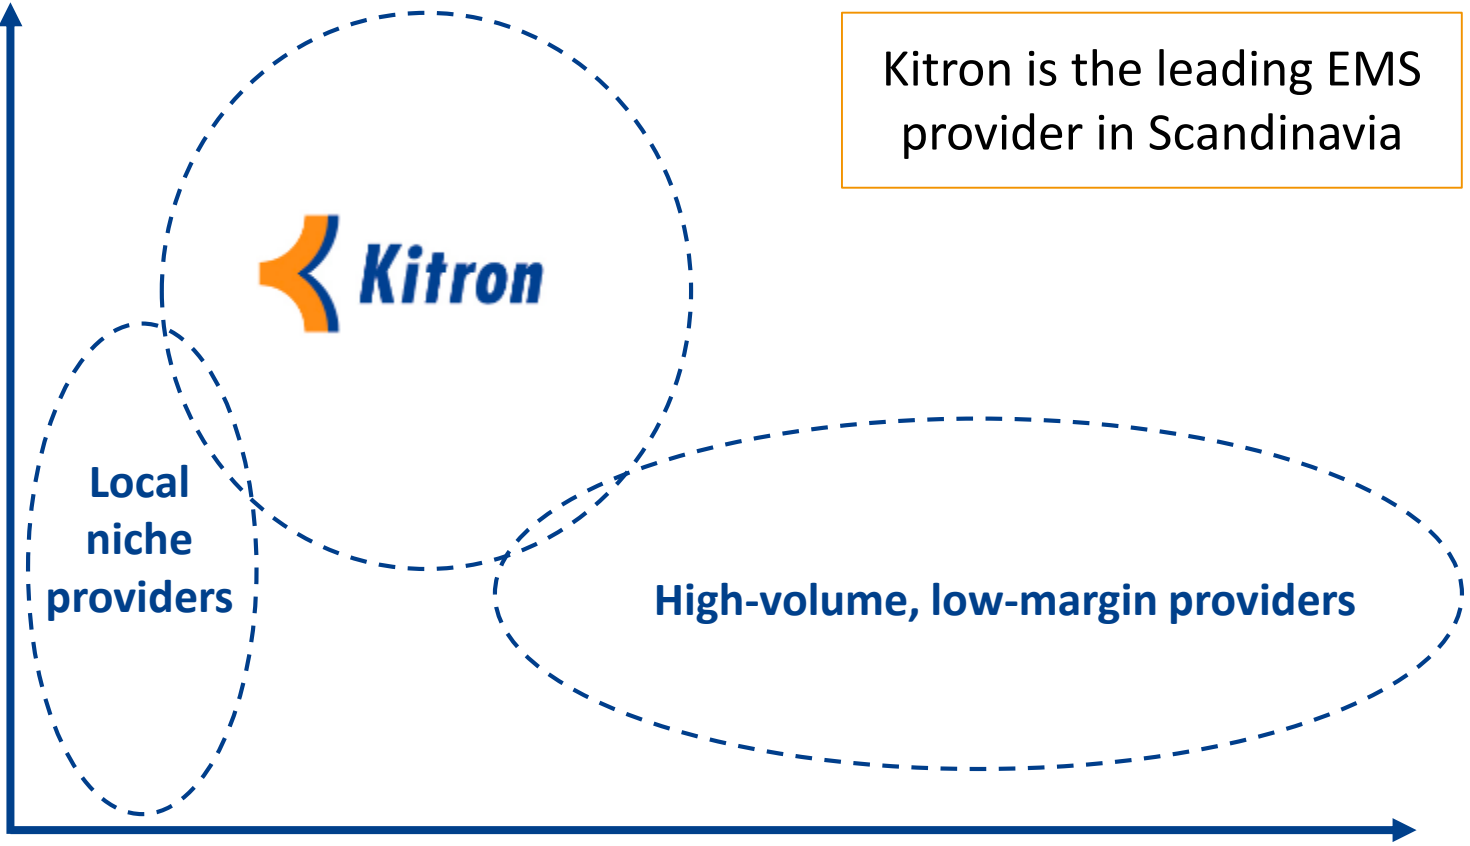 Kitron is the leading EMS
provider in Scandinavia
Kitron
Local
niche
providers
High-volume, low-margin providers